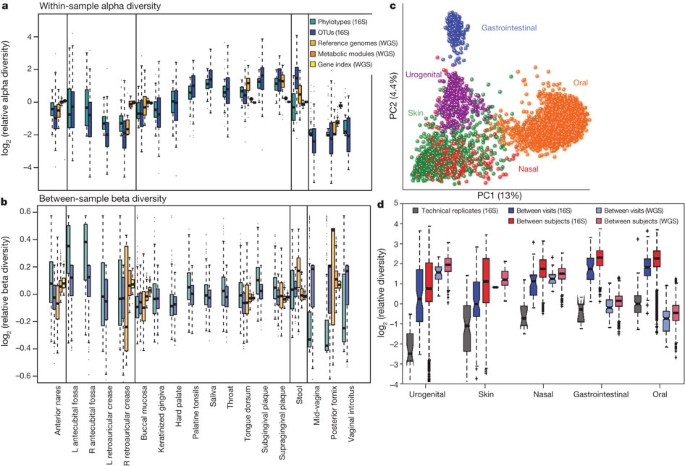 a
Within-sample alpha diversity
Phylotypes (16S)
OTUs (16S)
Reference genomes (WGS)
Metabolic modules (WGS)
Gene index (WGS)
log2 (relative alpha diversity)
4
2
0
−2
−4
b
Between-sample beta diversity
log2 (relative beta diversity)
0.6
0.4
0.2
0.0
−0.2
−0.4
−0.6
Anterior nares
L antecubital fossa
R antecubital fossa
L retroauricular crease
R retroauricular crease
Buccal mucosa
Keratinized gingiva
Hard palate
Palatine tonsils
Saliva
Throat
Tongue dorsum
Subgingival plaque
Supragingival plaque
Stool
Mid-vagina
Posterior fornix
Vaginal introitus
c
Gastrointestinal
Urogenital
Oral
Skin
Nasal
PC2 (4.4%)
PC1 (13%)
d
Technical replicates (16S)
Between visits (16S)
Between subjects (16S)
Between visits (WGS)
Between subjects (WGS)
log2 (relative diversity)
4
3
2
1
0
−1
−2
−3
−4
Urogenital
Skin
Nasal
Gastrointestinal
Oral